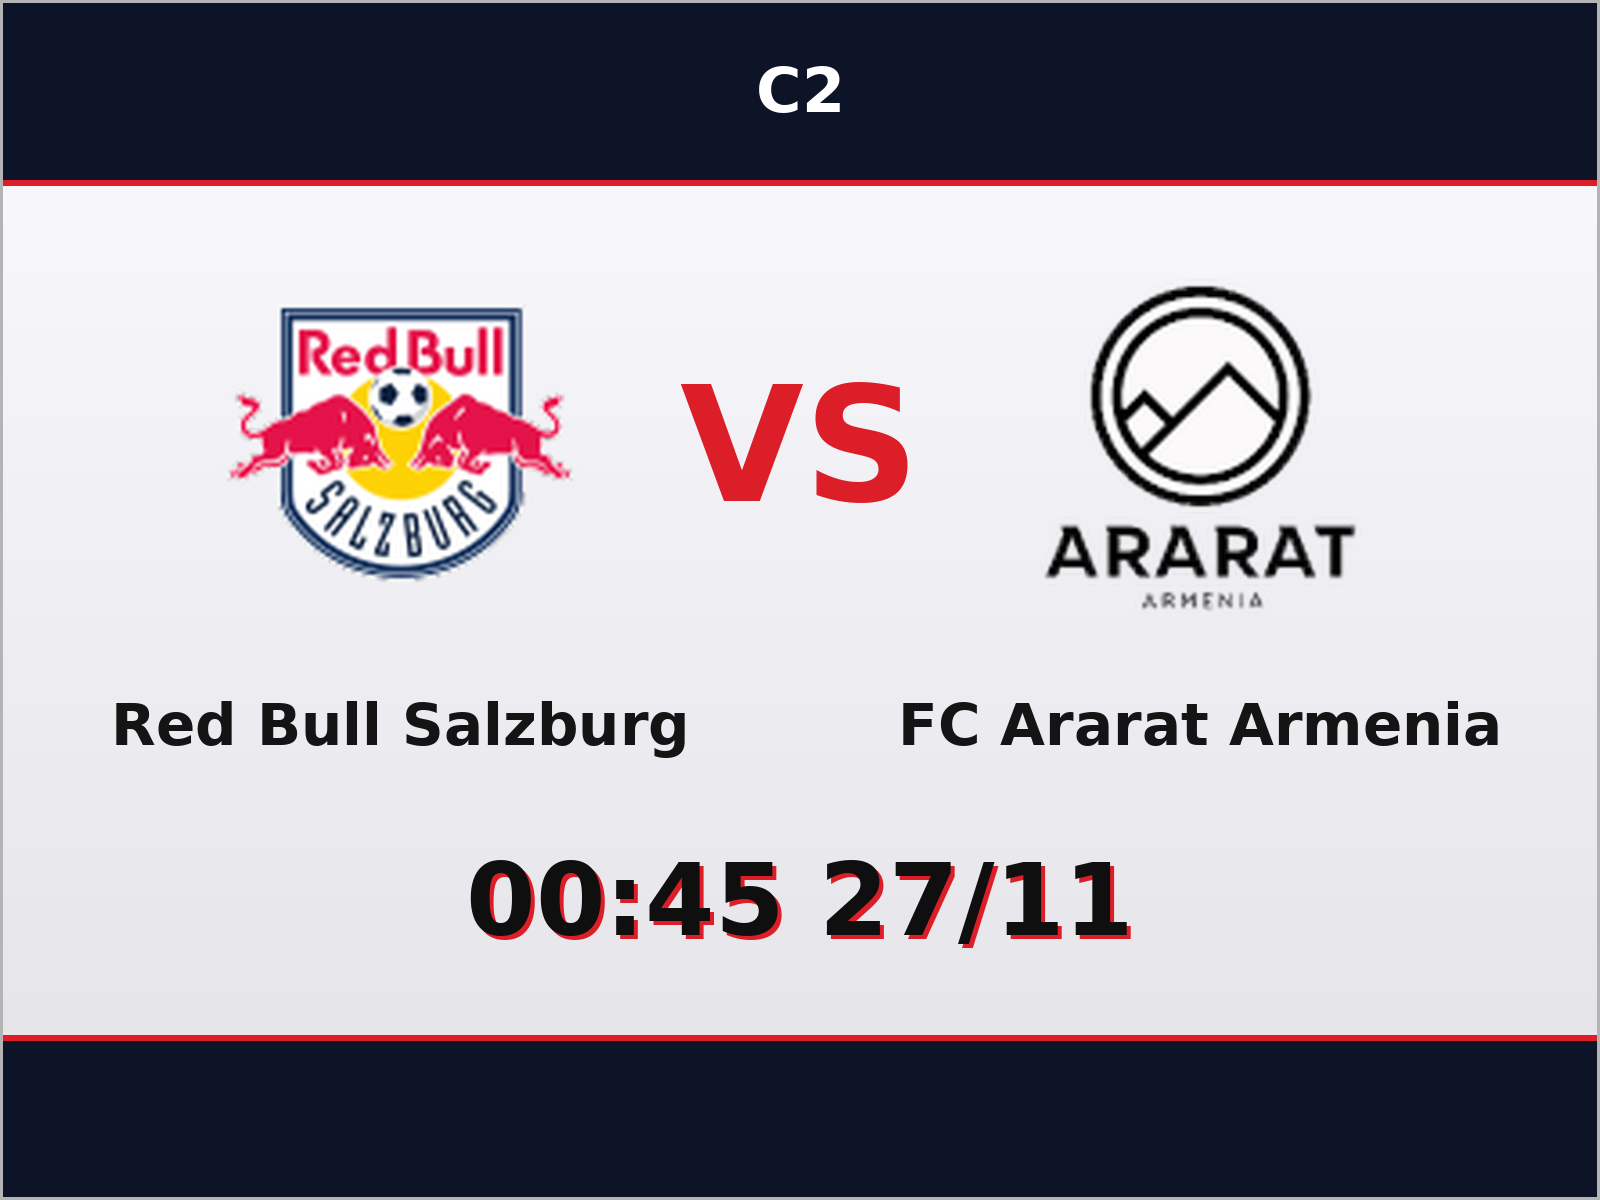 C2
Red Bull
SALZBURG
VS
ARARAT
ARMENIA
Red Bull Salzburg
FC Ararat Armenia
00:45 27/11